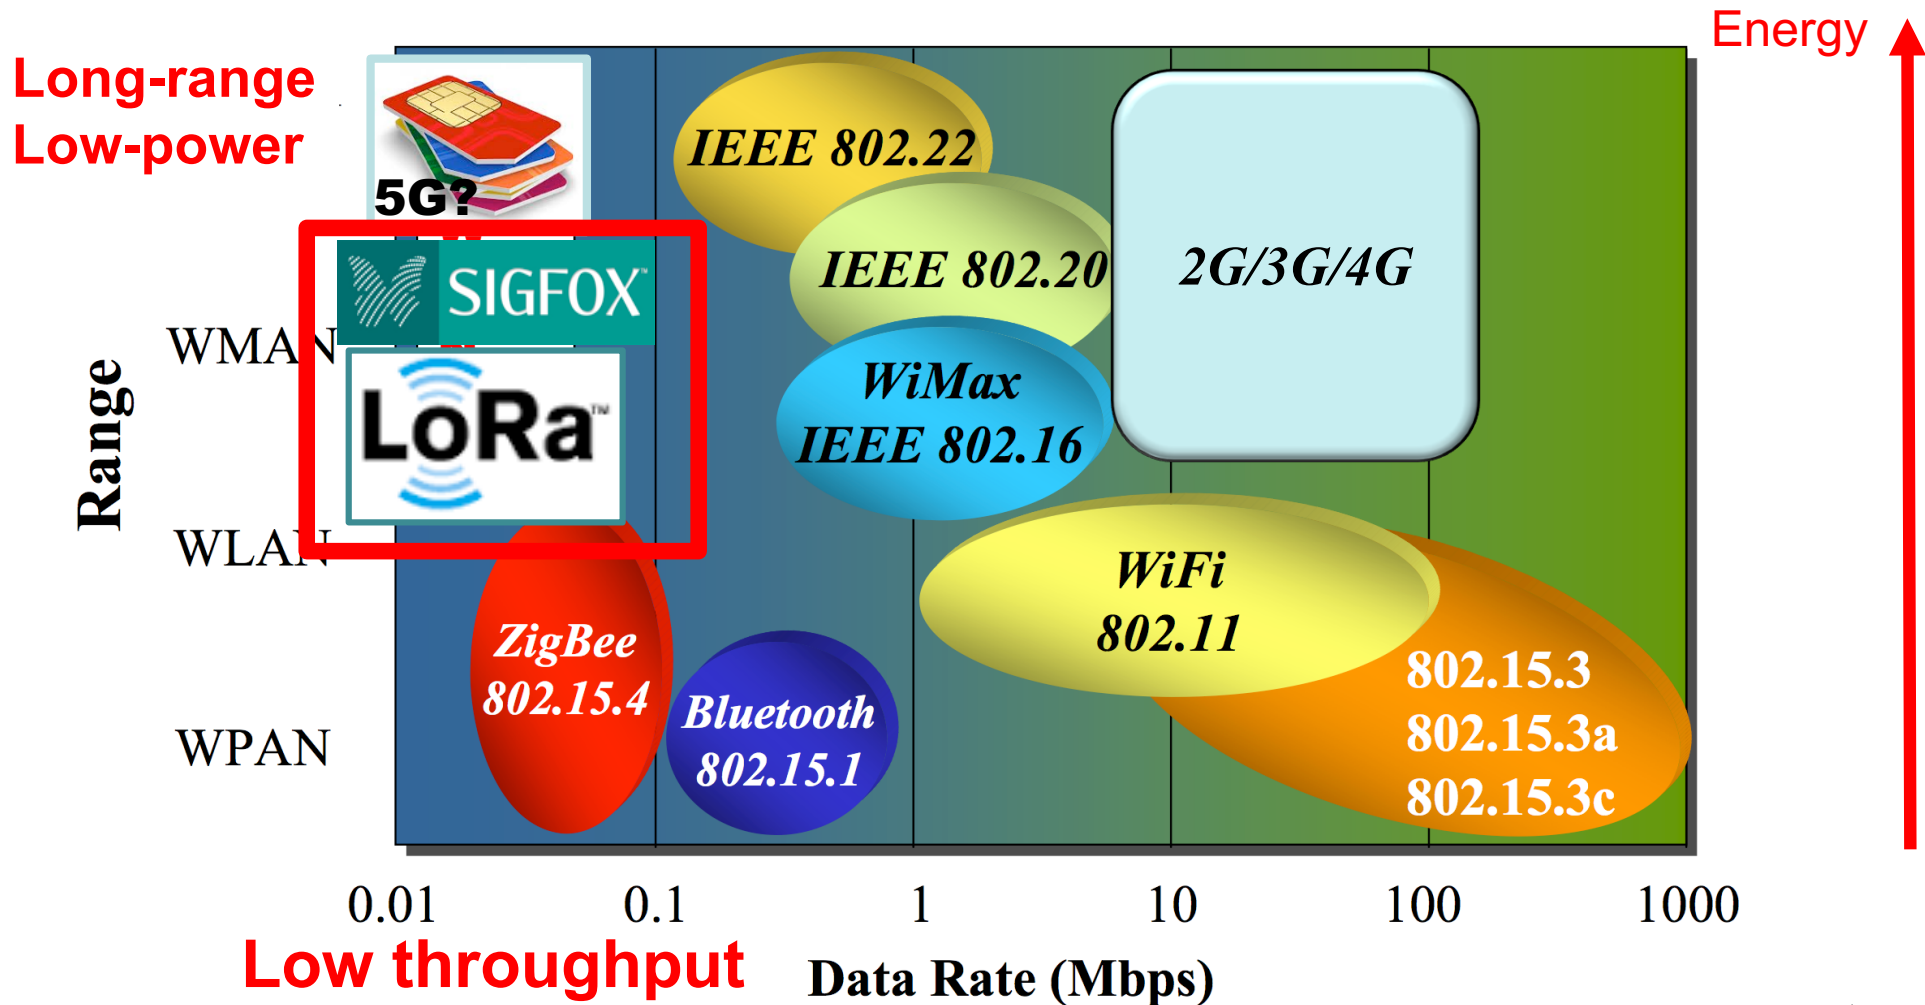 Energy
Long-range
Low-power
5G?
SIGFOX™
LoRa™
IEEE 802.22
IEEE 802.20
2G/3G/4G
WiMax
IEEE 802.16
WiFi
802.11
ZigBee
802.15.4
Bluetooth
802.15.1
802.15.3
802.15.3a
802.15.3c
Range
WMAN
WLAN
WPAN
0.01 0.1 1 10 100 1000
Low throughput
Data Rate (Mbps)